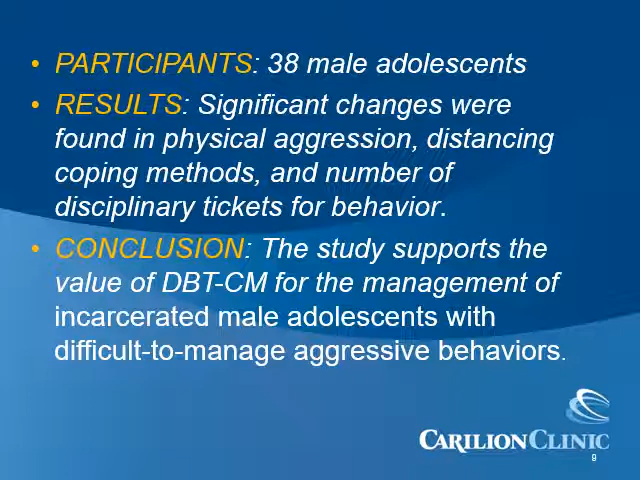 • PARTICIPANTS: 38 male adolescents
• RESULTS: Significant changes were
found in physical aggression, distancing
coping methods, and number of
disciplinary tickets for behavior.
• CONCLUSION: The study supports the
value of DBT-CM for the management of
incarcerated male adolescents with
difficult-to-manage aggressive behaviors.
CARILION CLINIC
9